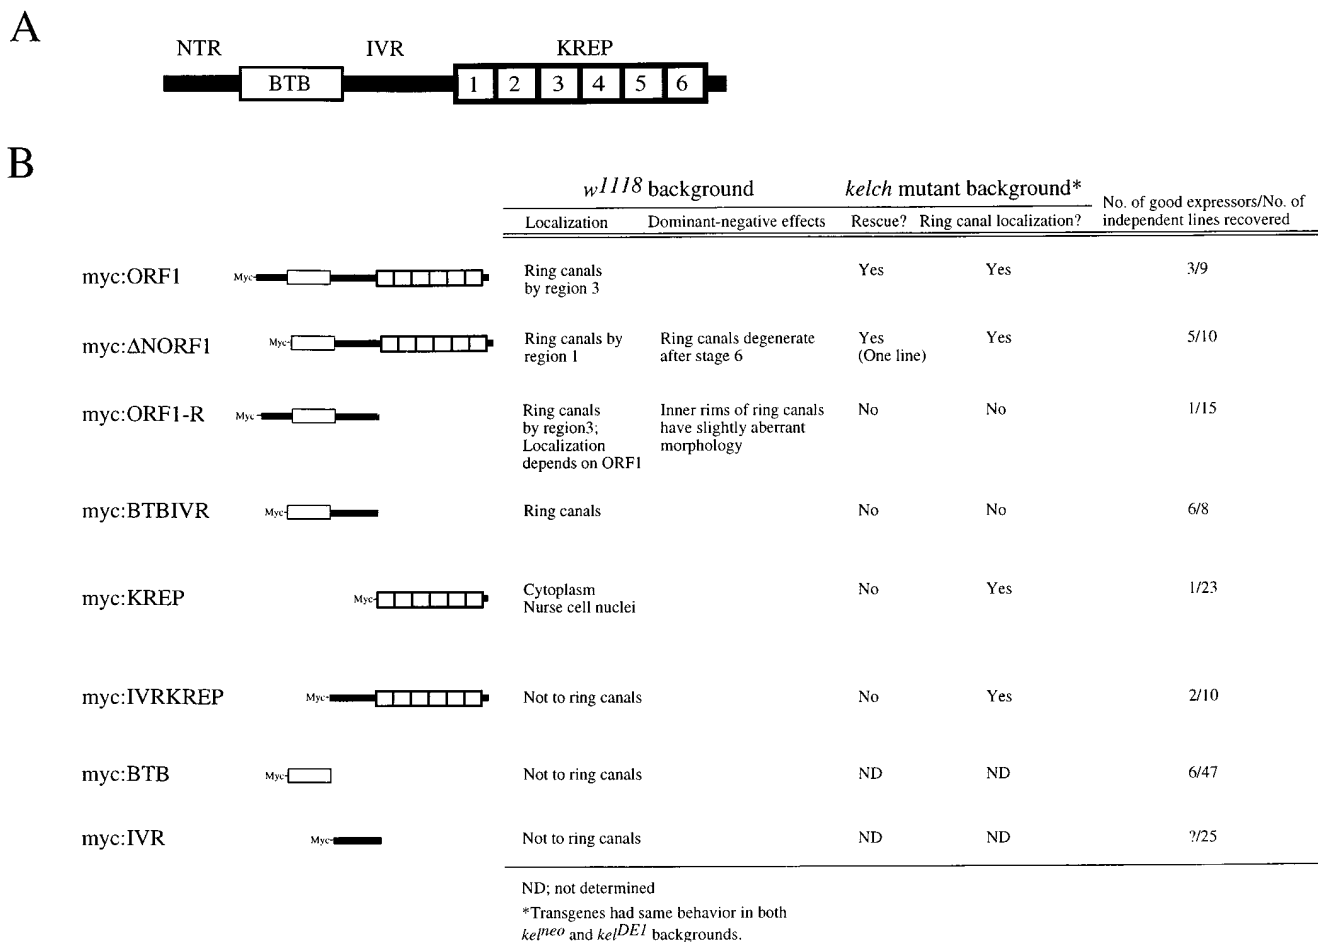 A
NTR IVR KREP
BTB 1 2 3 4 5 6
B
w1118 background kelch mutant background* No. of good expressors/No. of
Localization Dominant-negative effects Rescue? Ring canal localization? independent lines recovered
myc:ORF1 Myc Ring canals Yes Yes 3/9
by region 3
myc:ΔNORF1 Myc Ring canals by Ring canals degenerate Yes Yes 5/10
region 1 after stage 6 (One line)
myc:ORF1-R Myc Ring canals Inner rims of ring canals No No 1/15
by region3; have slightly aberrant
Localization morphology
depends on ORF1
myc:BTBIVR Myc Ring canals No No 6/8
myc:KREP Myc Cytoplasm No Yes 1/23
Nurse cell nuclei
myc:IVRKREP Myc Not to ring canals No Yes 2/10
myc:BTB Myc Not to ring canals ND ND 6/47
myc:IVR Myc Not to ring canals ND ND ?/25
ND; not determined
*Transgenes had same behavior in both
kelneo and kelDE1 backgrounds.